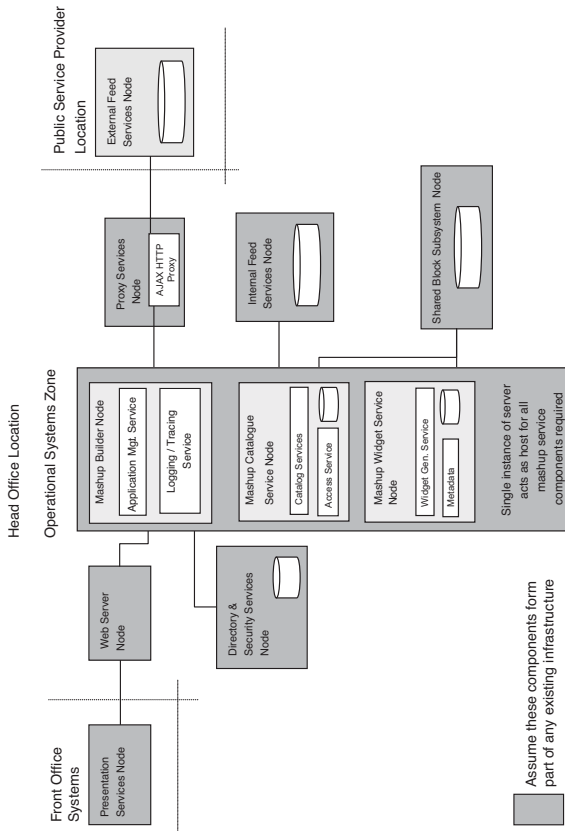 Head Office Location
Front Office
Systems
Operational Systems Zone
Public Service Provider
Location
Presentation
Services Node
Web Server
Node
Directory &
Security Services
Node
Mashup Builder Node
Application Mgt. Service
Logging / Tracing
Service
Mashup Catalogue
Service Node
Catalog Services
Access Service
Mashup Widget Service
Node
Widget Gen. Service
Metadata
Single instance of server
acts as host for all
mashup service
components required
Proxy Services
Node
AJAX HTTP
Proxy
Internal Feed
Services Node
Shared Block Subsystem Node
External Feed
Services Node
Assume these components form
part of any existing infrastructure